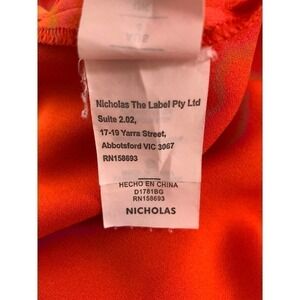 Nicholas The Label Pty Ltd
Suite 2.02,
17-19 Yarra Street,
Abbotsford VIC 3067
RN158693
HECHO EN CHINA
D1781BG
RN158693
NICHOLAS